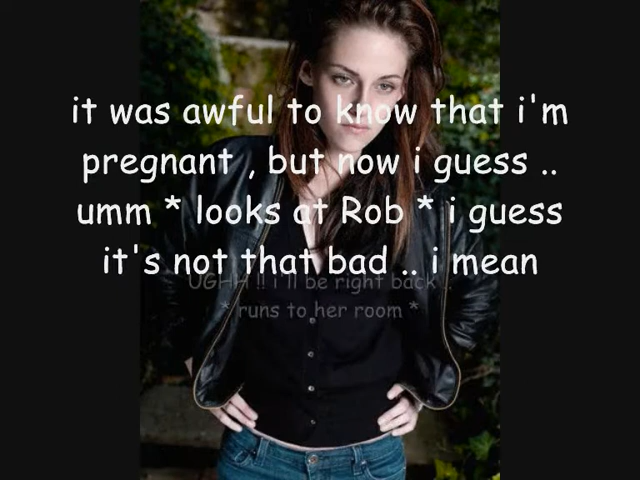 it was awful to know that i'm
pregnant , but now i guess ..
umm * looks at Rob * i guess
it's not that bad .. i mean
UGHH !! i'll be right back ..
* runs to her room *